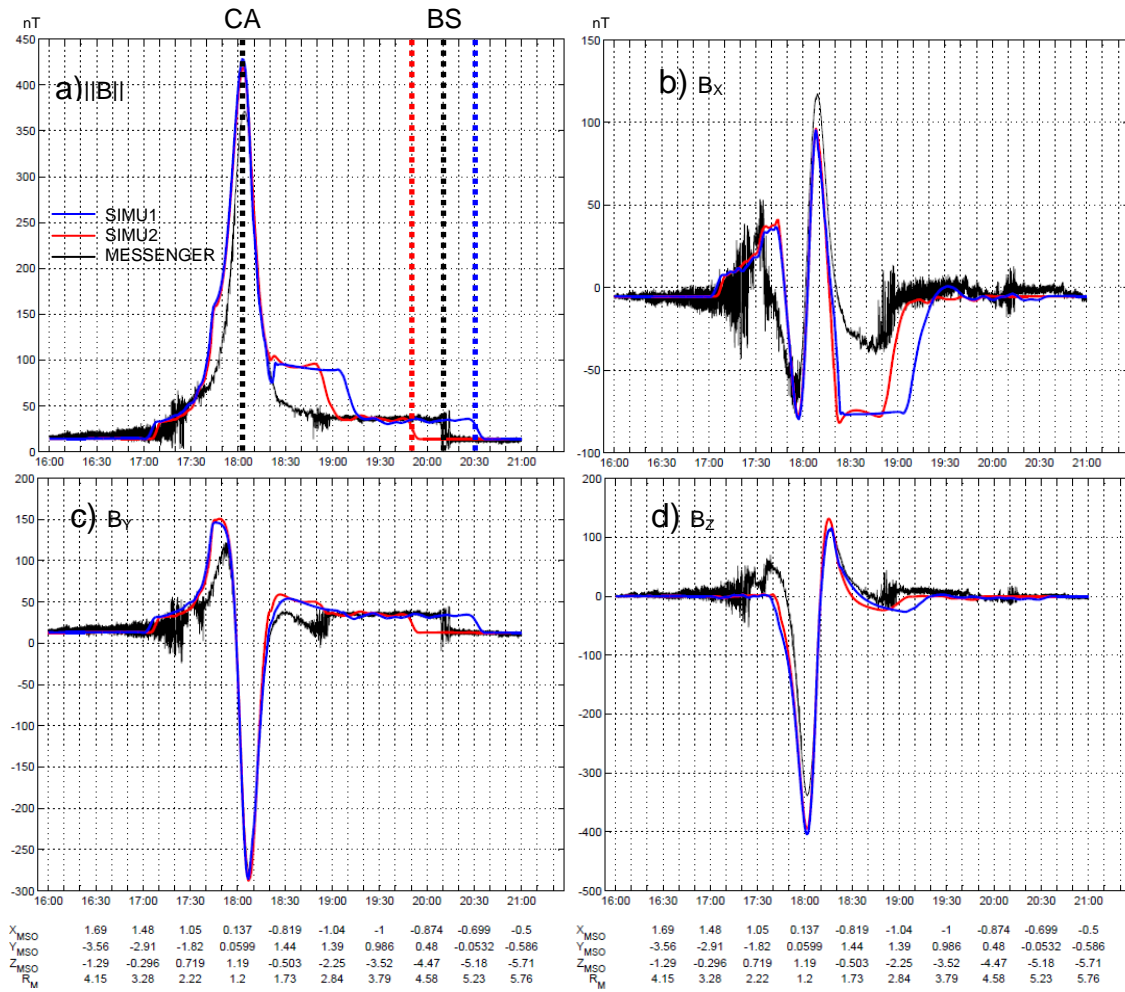 CA BS
nT nT
a)||B|| b) BX
450
400
350
300
250
200
150
100
50
0
SIMU1
SIMU2
MESSENGER
16:00 16:30 17:00 17:30 18:00 18:30 19:00 19:30 20:00 20:30 21:00
150
100
50
0
-50
-100
16:00 16:30 17:00 17:30 18:00 18:30 19:00 19:30 20:00 20:30 21:00
c) BY
200
150
100
50
0
-50
-100
-150
-200
-250
-300
16:00 16:30 17:00 17:30 18:00 18:30 19:00 19:30 20:00 20:30 21:00
d) BZ
200
100
0
-100
-200
-300
-400
-500
16:00 16:30 17:00 17:30 18:00 18:30 19:00 19:30 20:00 20:30 21:00
XMSO 1.69 1.48 1.05 0.137 -0.819 -1.04 -1 -0.874 -0.699 -0.5
YMSO -3.56 -2.91 -1.82 0.0599 1.44 1.39 0.986 0.48 -0.0532 -0.586
ZMSO -1.29 -0.296 0.719 1.19 -0.503 -2.25 -3.52 -4.47 -5.18 -5.71
RM 4.15 3.28 2.22 1.2 1.73 2.84 3.79 4.58 5.23 5.76
XMSO 1.69 1.48 1.05 0.137 -0.819 -1.04 -1 -0.874 -0.699 -0.5
YMSO -3.56 -2.91 -1.82 0.0599 1.44 1.39 0.986 0.48 -0.0532 -0.586
ZMSO -1.29 -0.296 0.719 1.19 -0.503 -2.25 -3.52 -4.47 -5.18 -5.71
RM 4.15 3.28 2.22 1.2 1.73 2.84 3.79 4.58 5.23 5.76